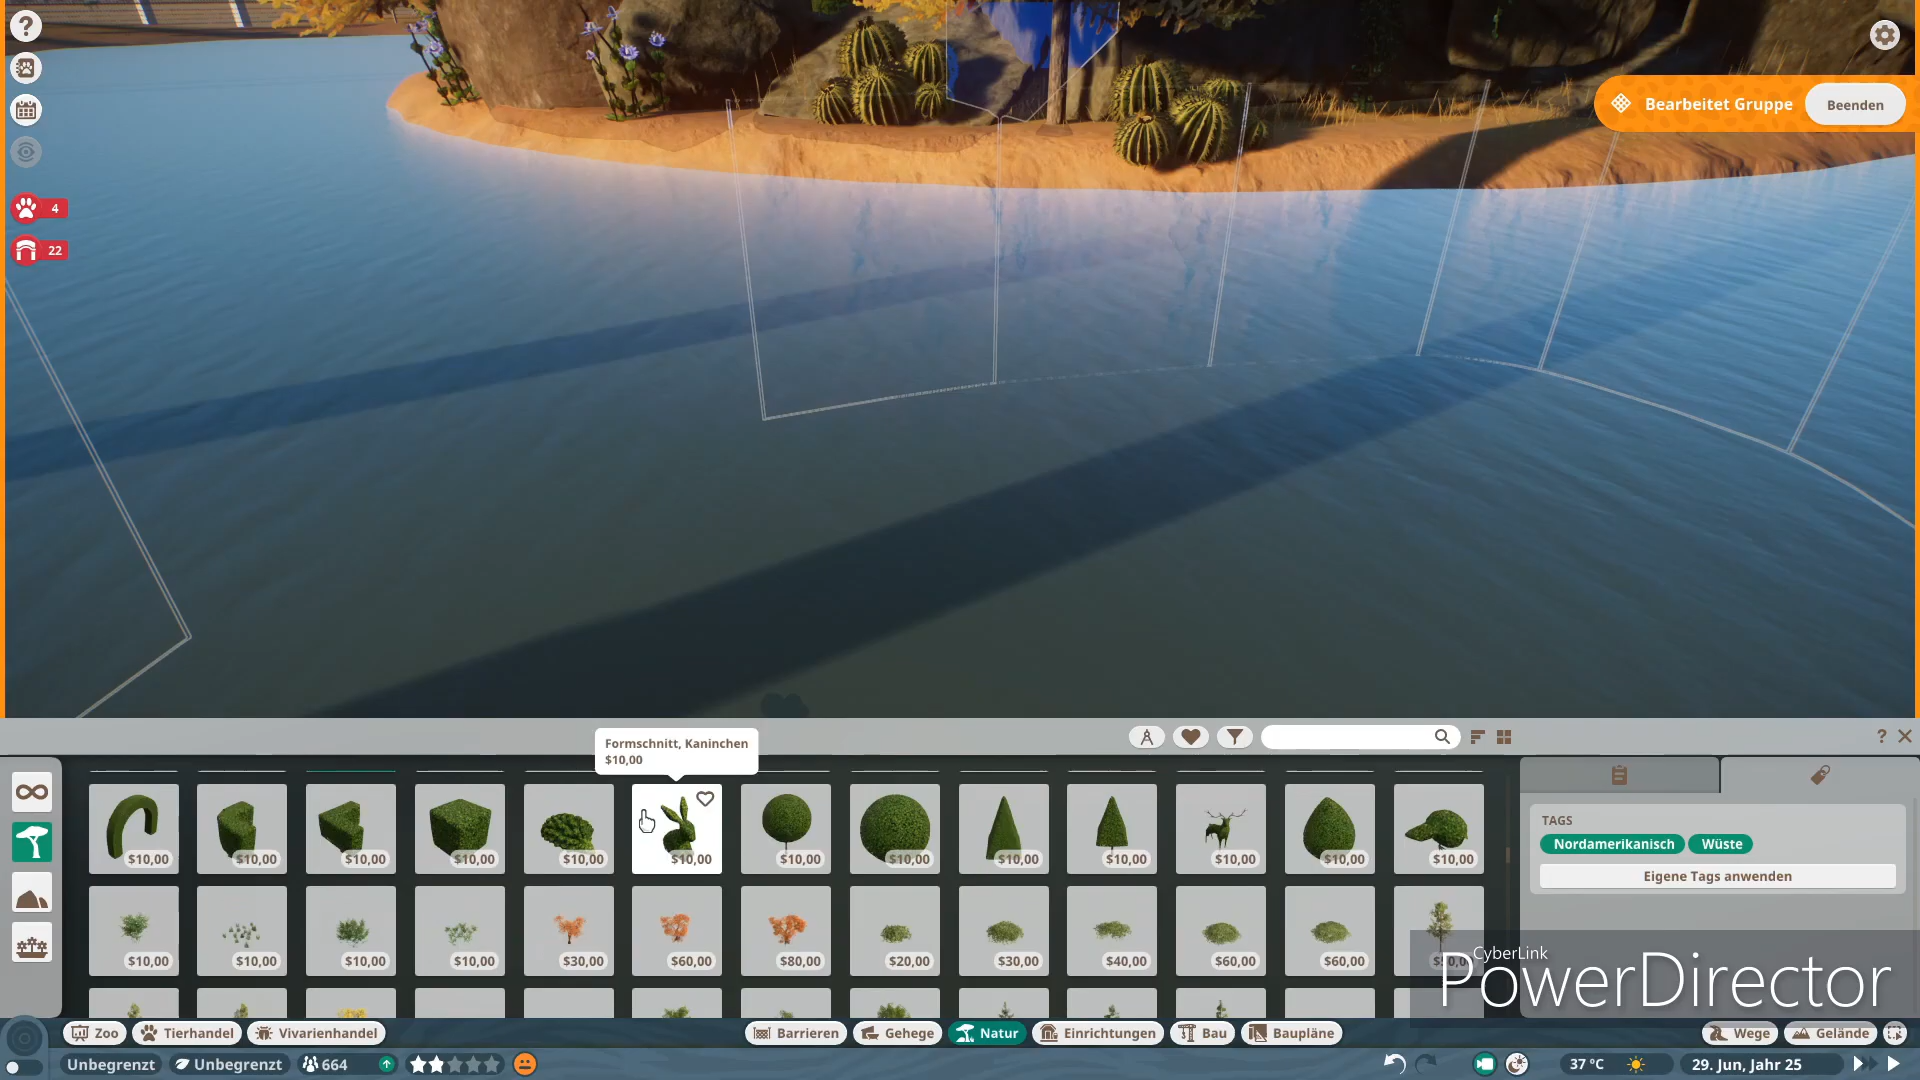 ?
Bearbeitet Gruppe
Beenden
4
22
Formschnitt, Kaninchen
$10,00
?
$10,00 $10,00 $10,00 $10,00 $10,00 $10,00 $10,00 $10,00 $10,00 $10,00 $10,00 $10,00 $10,00
TAGS
Nordamerikanisch Wüste
Eigene Tags anwenden
$10,00 $10,00 $10,00 $10,00 $30,00 $60,00 $80,00 $20,00 $30,00 $40,00 $60,00 $60,00
CyberLink
PowerDirector
Zoo Tierhandel Vivarienhandel Barrieren Gehege Natur Einrichtungen Bau Baupläne Wege Gelände
Unbegrenzt Unbegrenzt 664 37 °C 29. Jun, Jahr 25